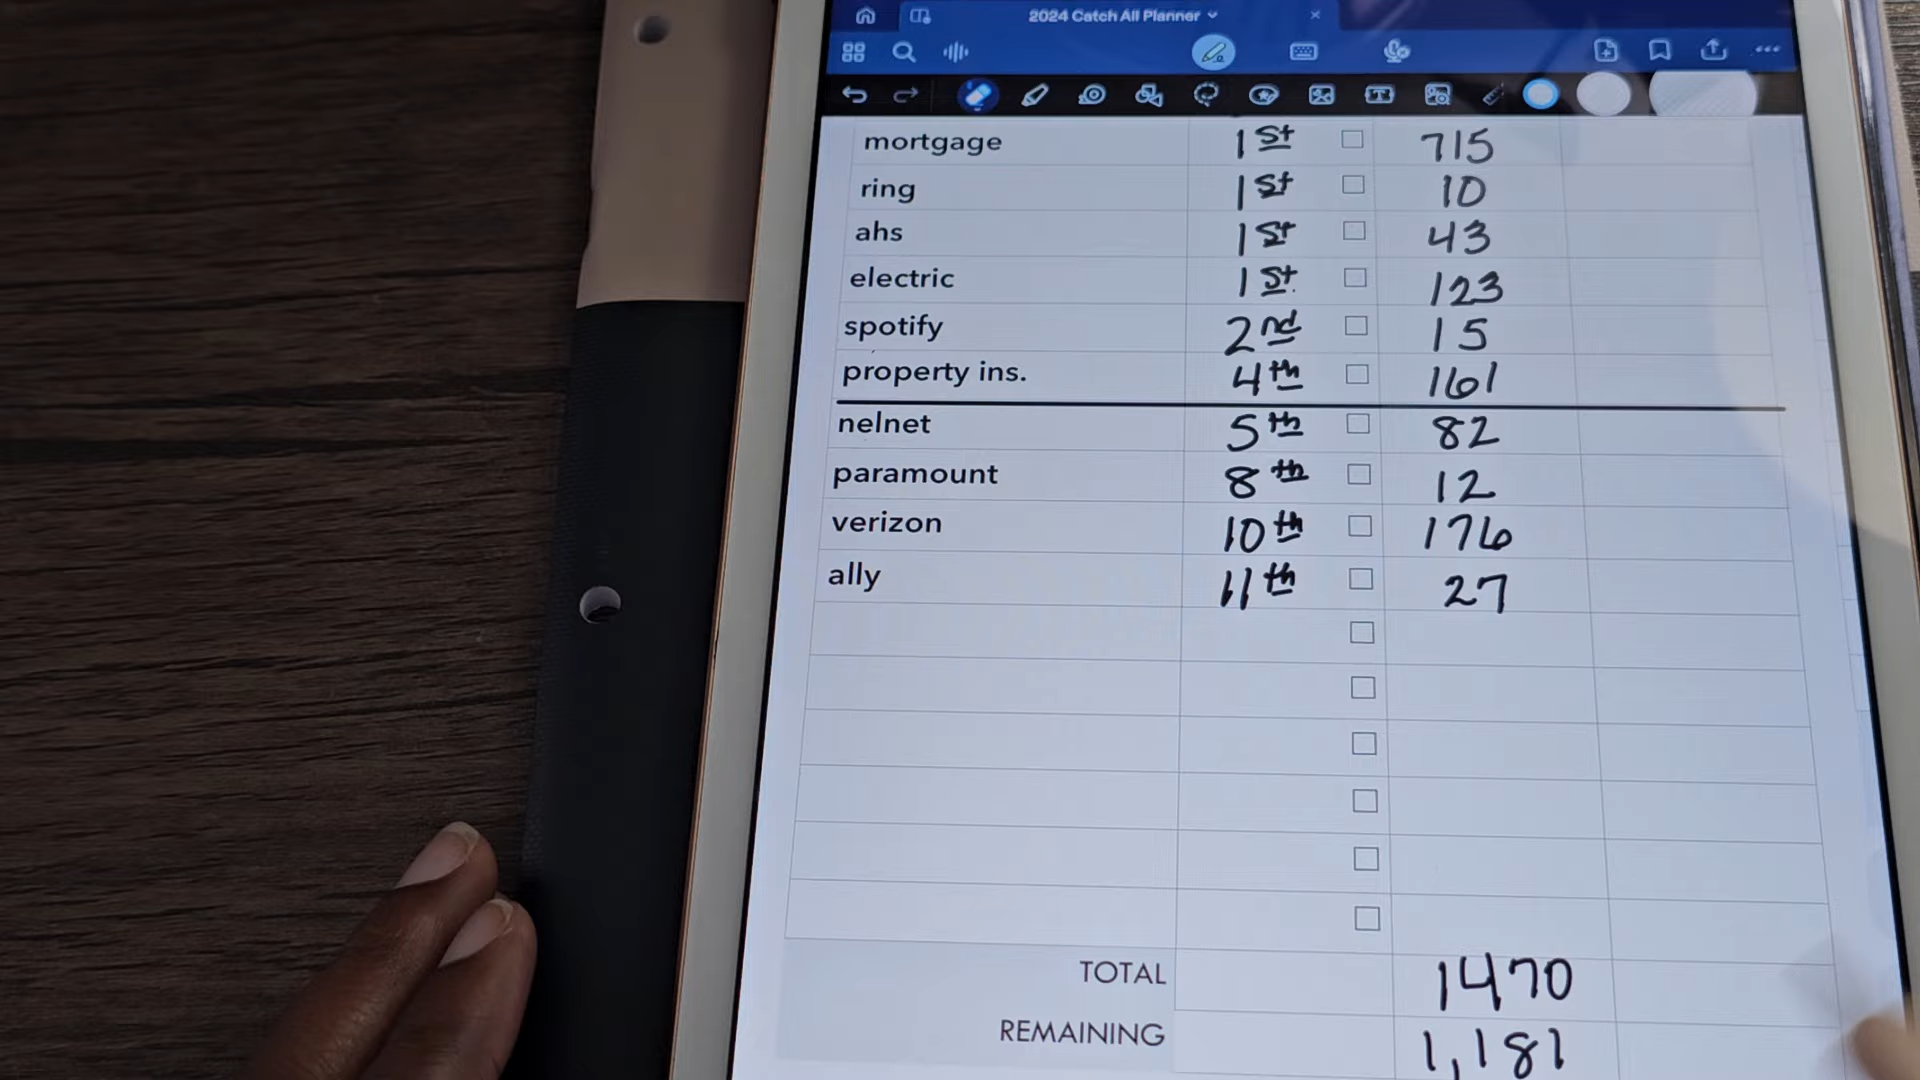 2024 Catch All Planner
mortgage 1st 715
ring 1st 10
ahs 1st 43
electric 1st. 123
spotify 2nd 15
property ins. 4th 161
nelnet 5th 82
paramount 8th 12
verizon 10th 176
ally 11th 27
TOTAL 1470
REMAINING 1,181